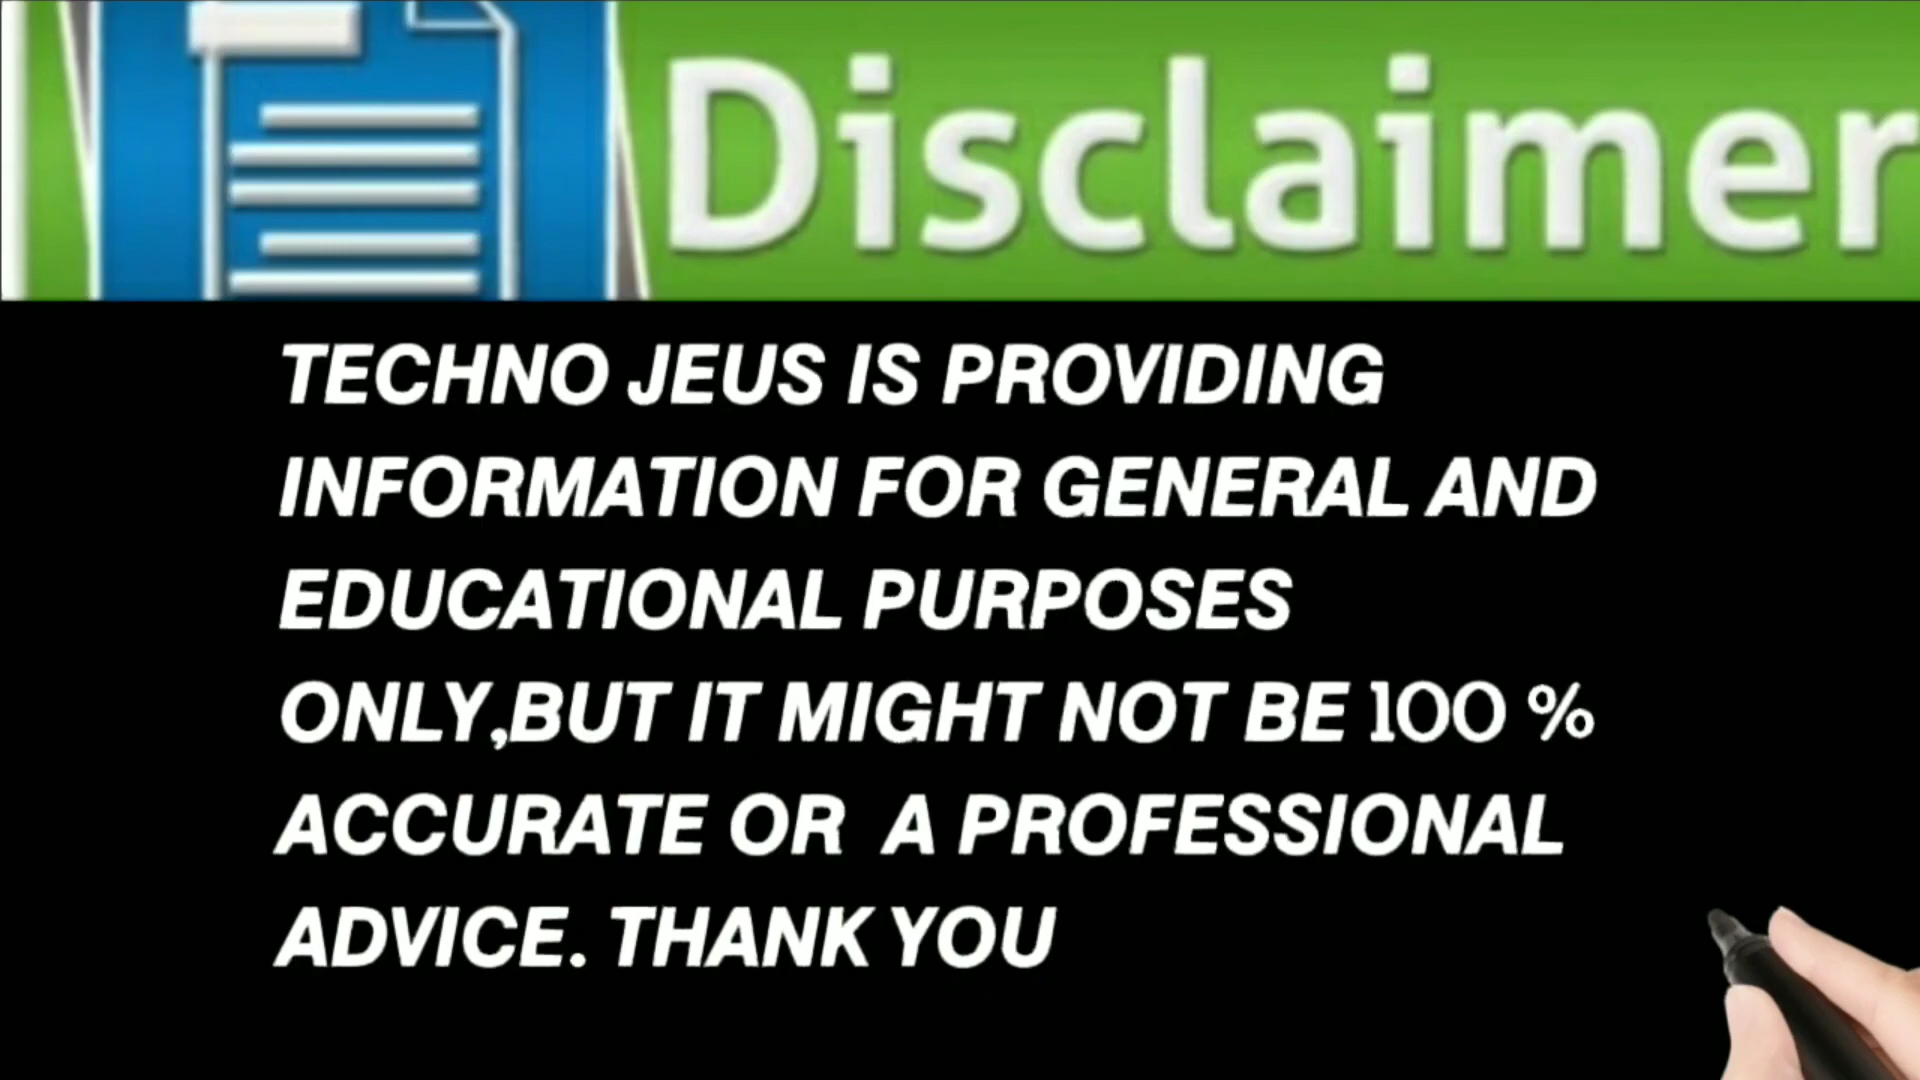 Disclaimer
TECHNO JEUS IS PROVIDING
INFORMATION FOR GENERAL AND
EDUCATIONAL PURPOSES
ONLY,BUT IT MIGHT NOT BE 100 %
ACCURATE OR A PROFESSIONAL
ADVICE. THANK YOU